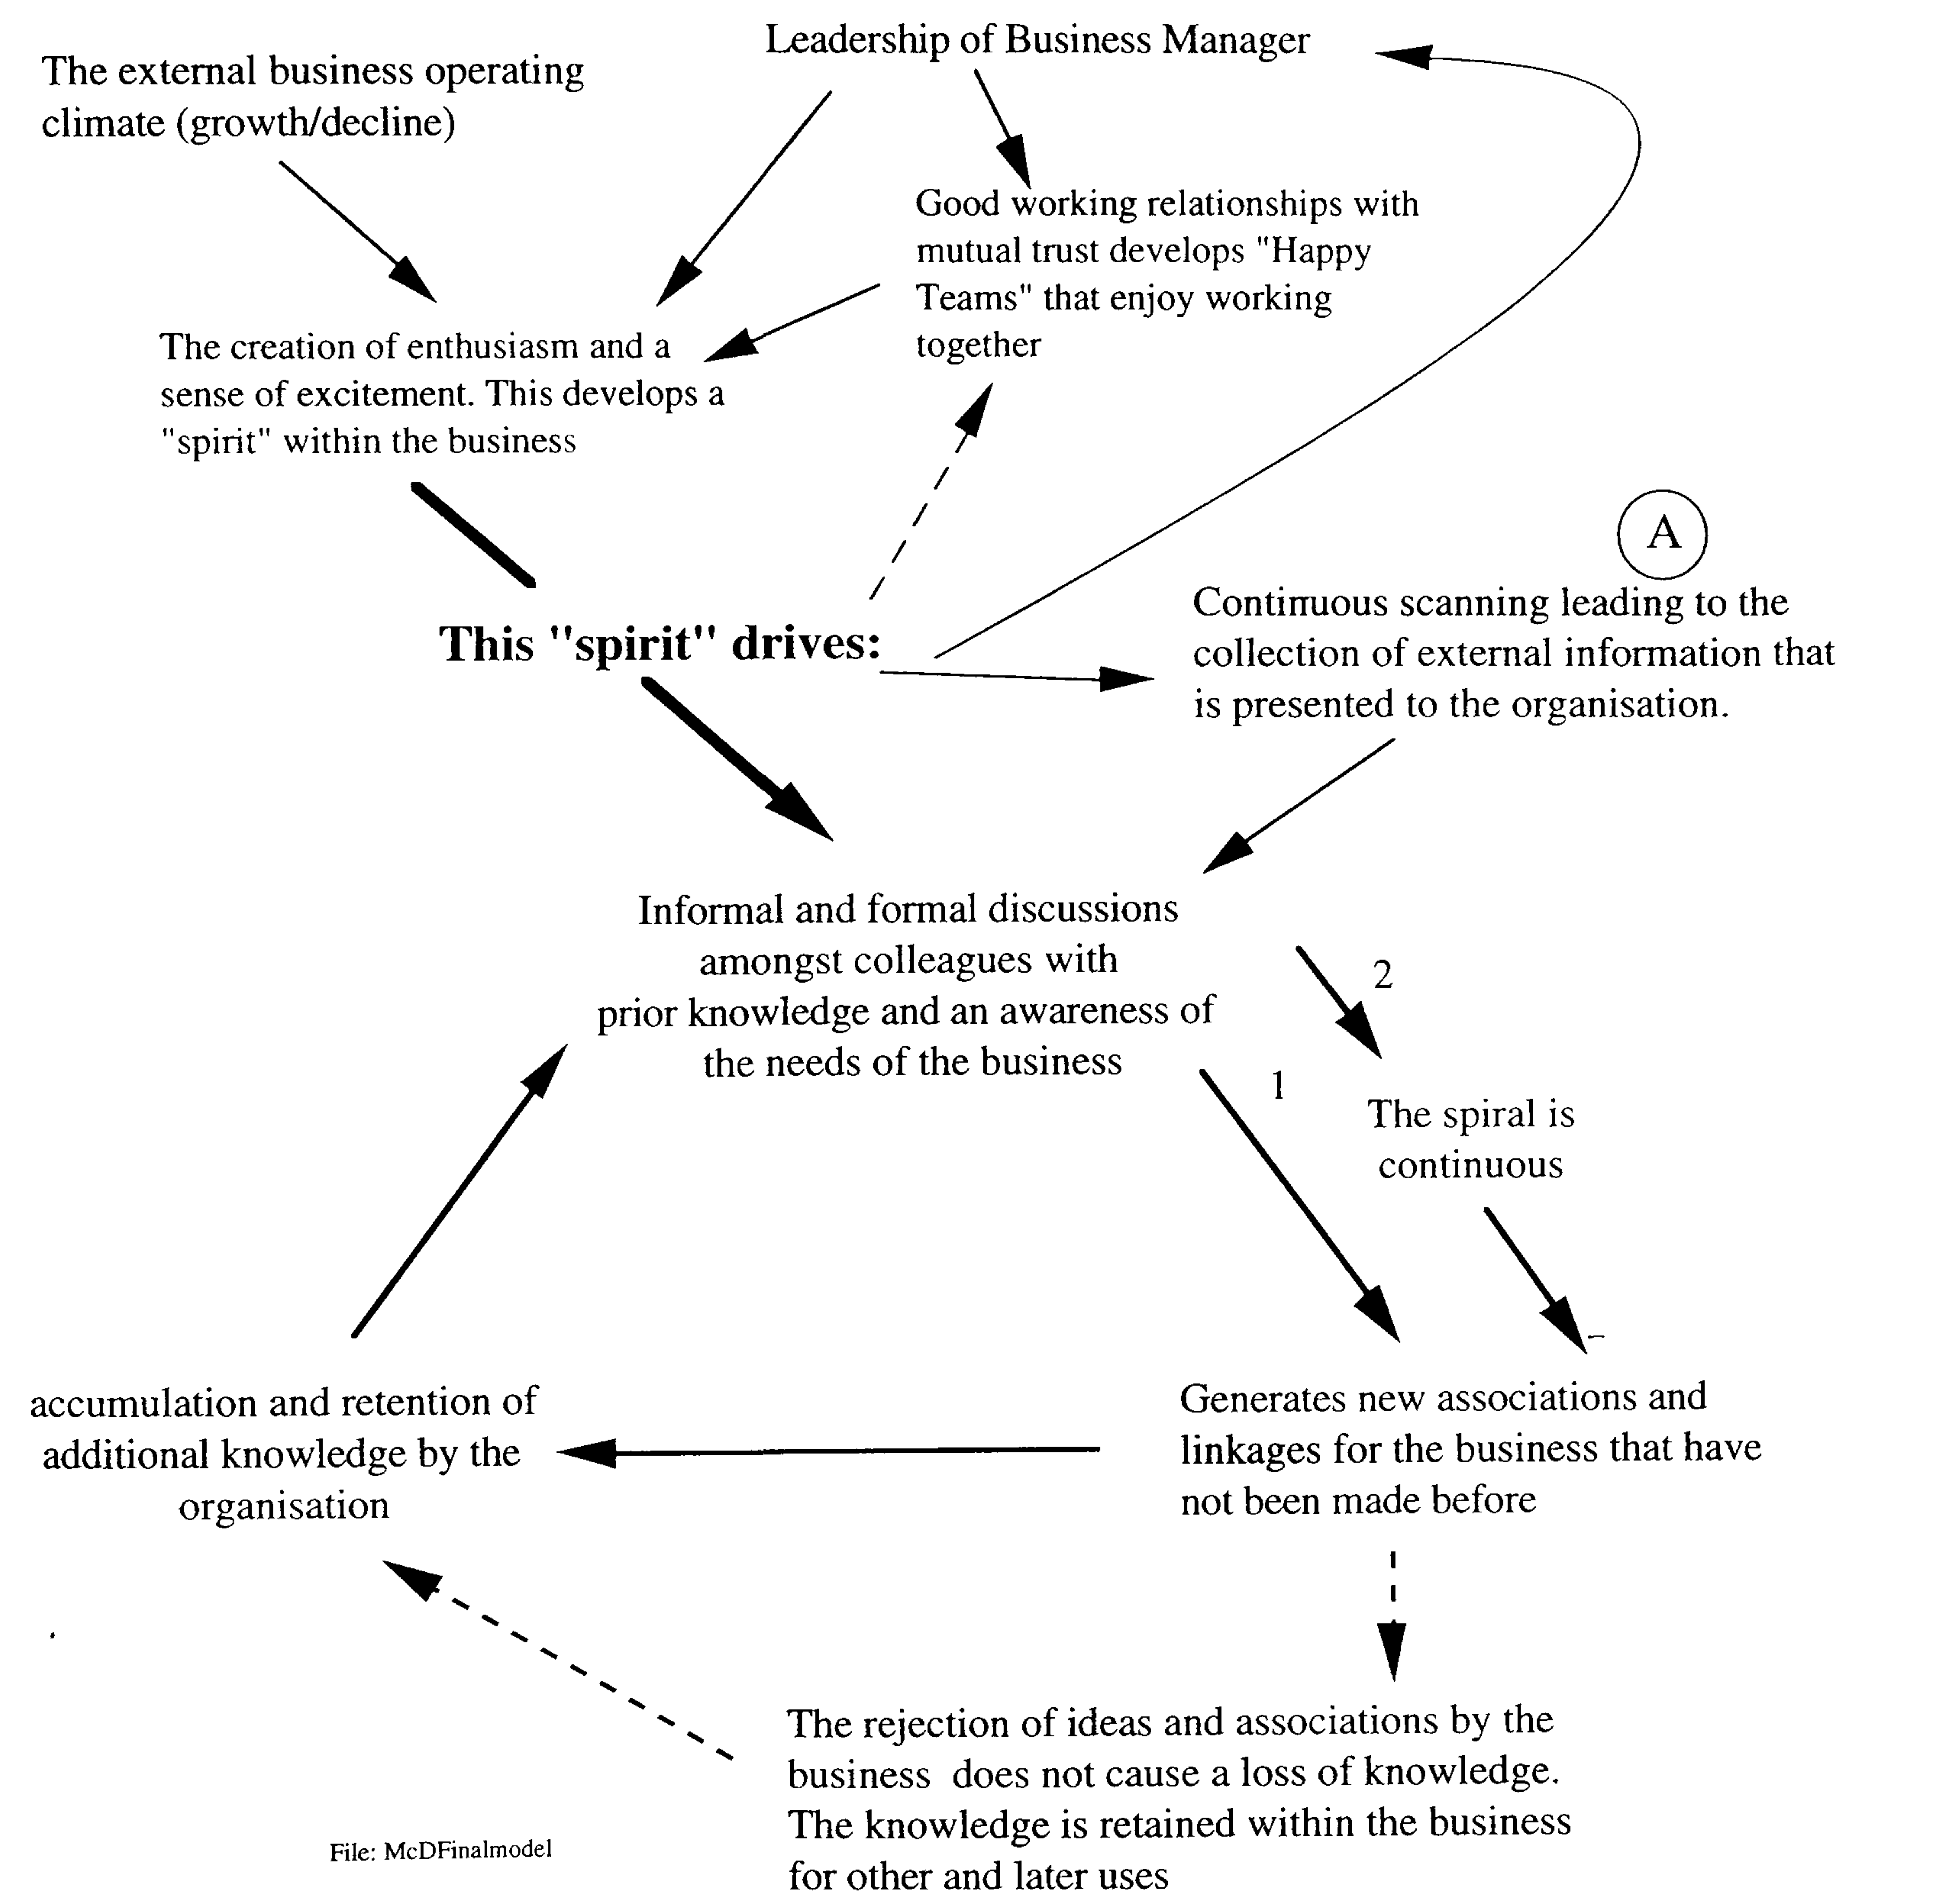 Leadership of Business Manager
The external business operating
climate (growth/decline)
Good working relationships with
mutual trust develops "Happy
Teams" that enjoy working
together
The creation of enthusiasm and a
sense of excitement. This develops a
"spirit" within the business
A
This "spirit" drives:
Continuous scanning leading to the
collection of external information that
is presented to the organisation.
Informal and formal discussions
amongst colleagues with
prior knowledge and an awareness of
the needs of the business
2
1
The spiral is
continuous
accumulation and retention of
additional knowledge by the
organisation
Generates new associations and
linkages for the business that have
not been made before
The rejection of ideas and associations by the
business does not cause a loss of knowledge.
The knowledge is retained within the business
for other and later uses
File: McDFinalmodel